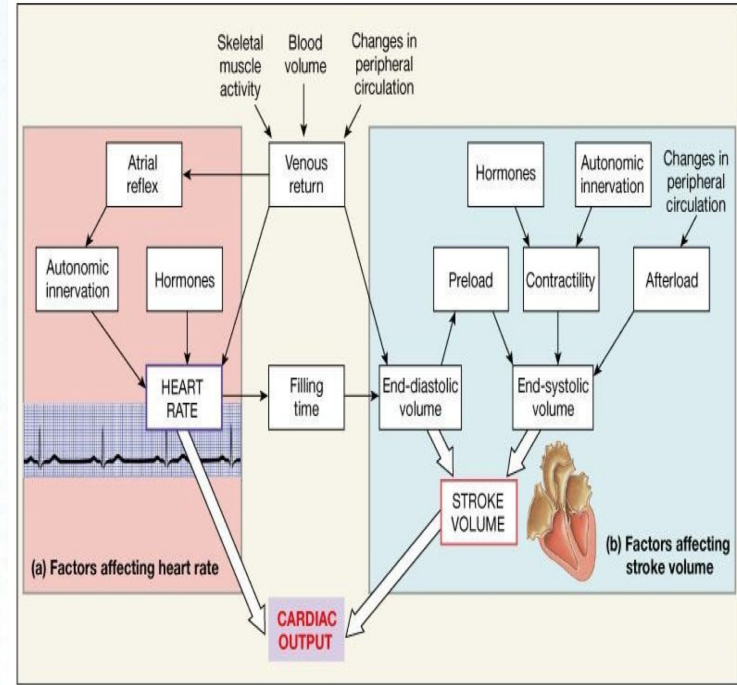 Skeletal
muscle
activity
Blood
volume
Changes in
peripheral
circulation
Atrial
reflex
Venous
return
Hormones
Autonomic
innervation
Changes in
peripheral
circulation
Autonomic
innervation
Hormones
Preload
Contractility
Afterload
HEART
RATE
Filling
time
End-diastolic
volume
End-systolic
volume
STROKE
VOLUME
(a) Factors affecting heart rate
(b) Factors affecting
stroke volume
CARDIAC
OUTPUT